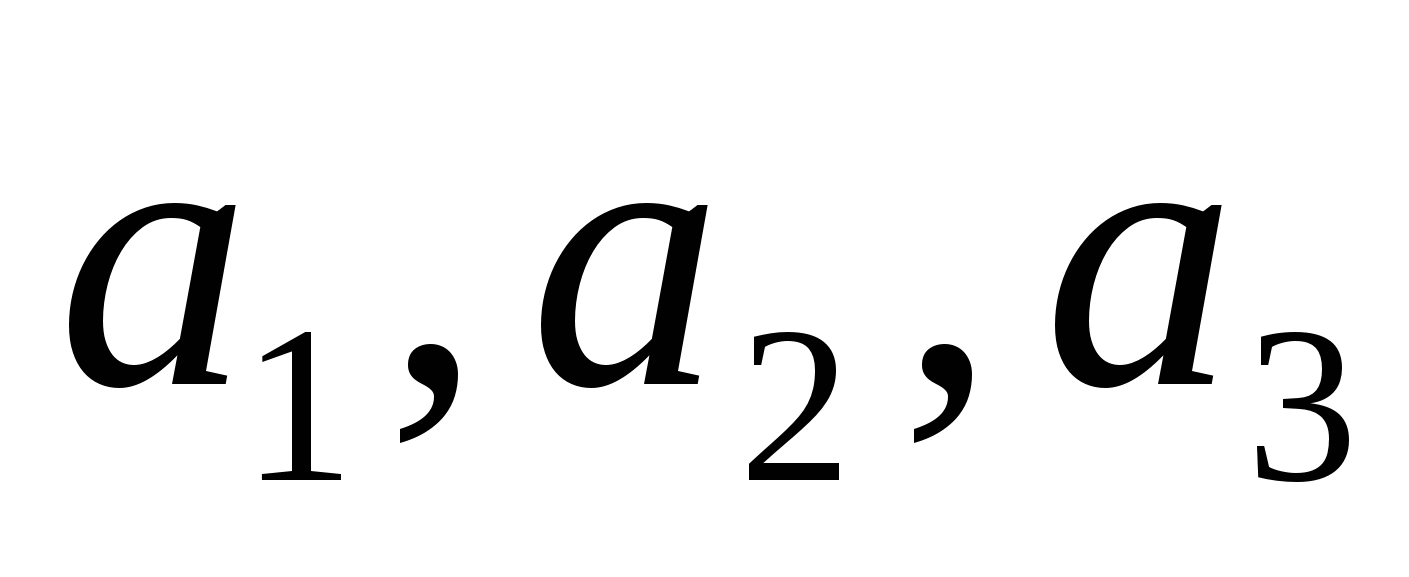 a₁, a₂, a₃